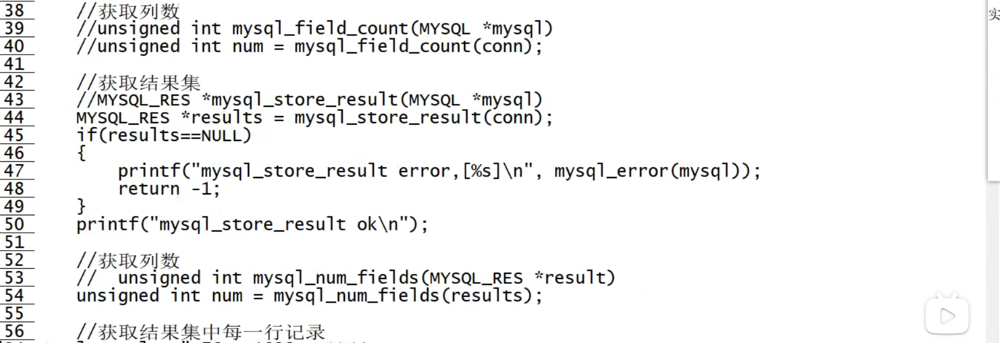 38 //获取列数
39 //unsigned int mysql_field_count(MYSQL *mysql)
40 //unsigned int num = mysql_field_count(conn);
41
42 //获取结果集
43 //MYSQL_RES *mysql_store_result(MYSQL *mysql)
44 MYSQL_RES *results = mysql_store_result(conn);
45 if(results==NULL)
46 {
47 printf("mysql_store_result error,[%s]\n", mysql_error(mysql));
48 return -1;
49 }
50 printf("mysql_store_result ok\n");
51
52 //获取列数
53 // unsigned int mysql_num_fields(MYSQL_RES *result)
54 unsigned int num = mysql_num_fields(results);
55
56 //获取结果集中每一行记录
实